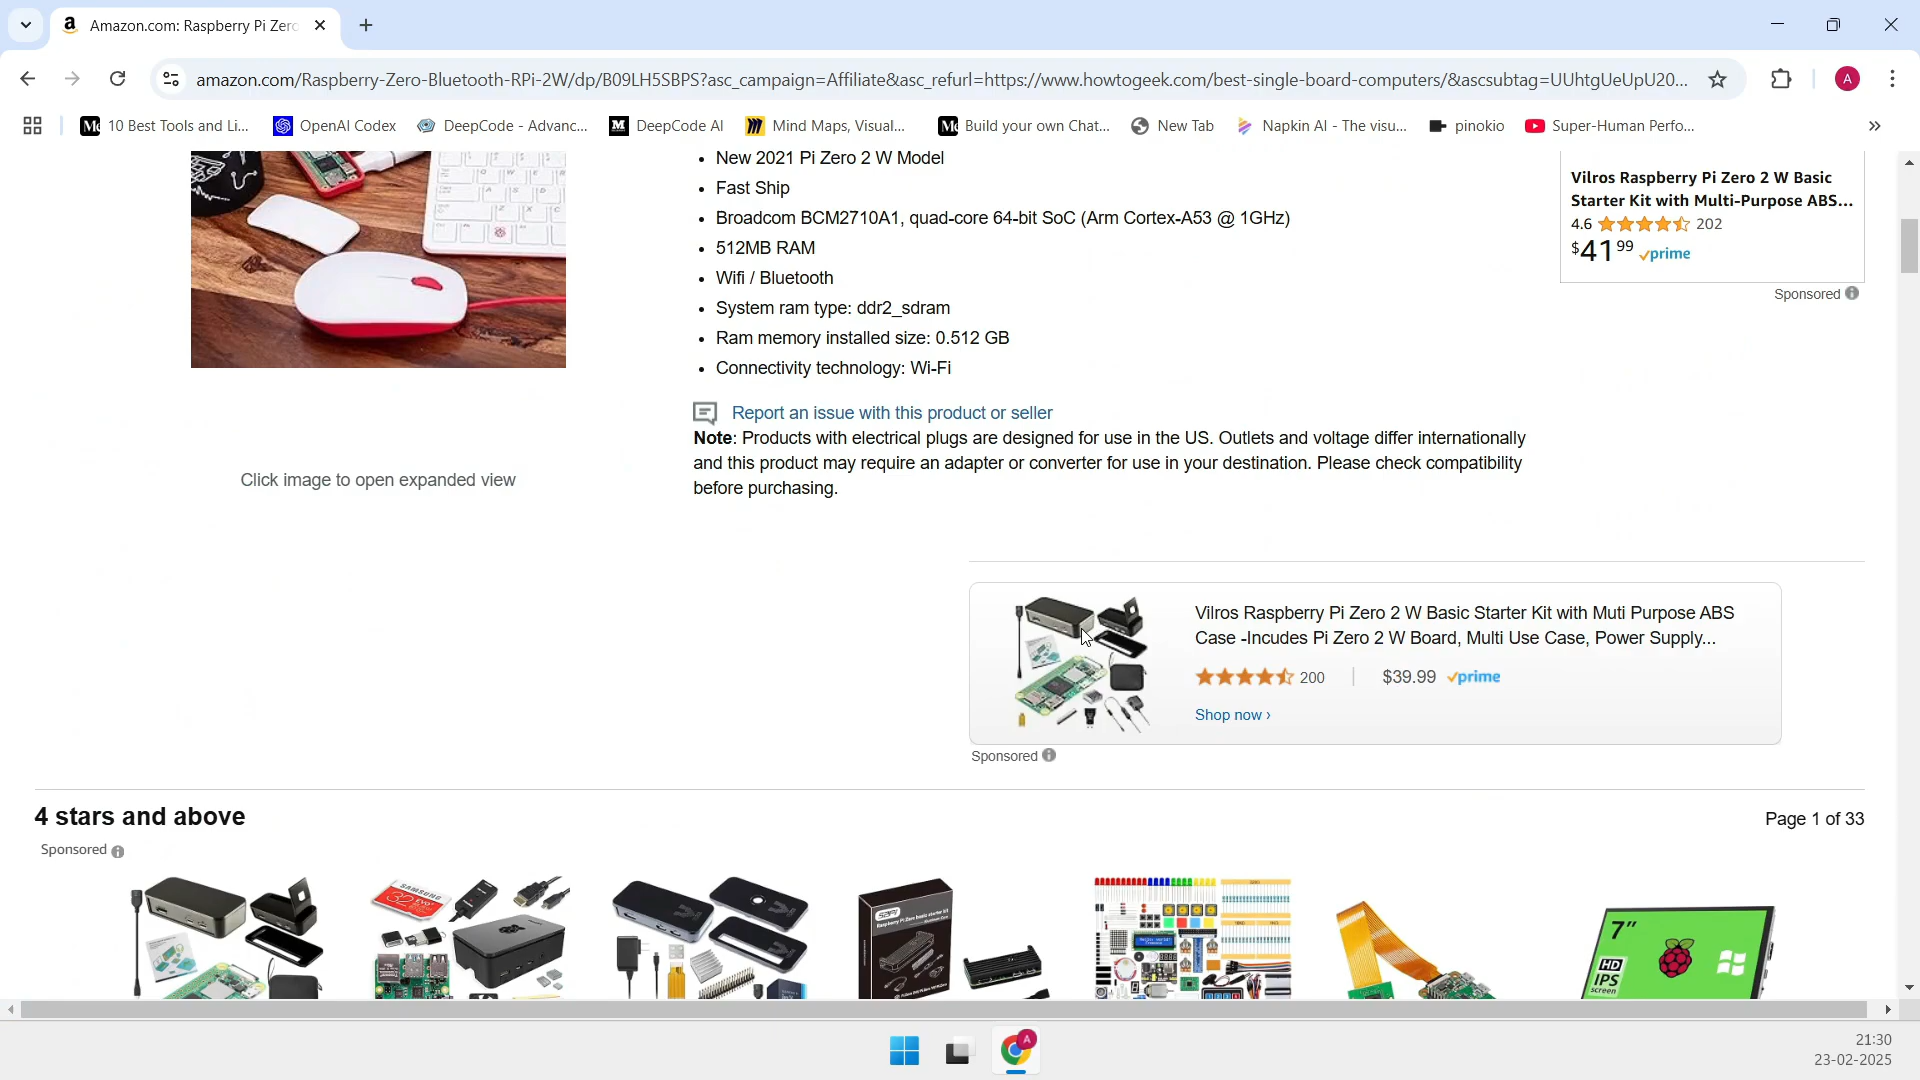 Amazon.com: Raspberry Pi Zero
amazon.com/Raspberry-Zero-Bluetooth-RPi-2W/dp/B09LH5SBPS?asc_campaign=Affiliate&asc_refurl=https://www.howtogeek.com/best-single-board-computers/&ascsubtag=UUhtgUeUpU20...
A
10 Best Tools and Li... OpenAI Codex DeepCode - Advanc... DeepCode AI Mind Maps, Visual... Build your own Chat... New Tab Napkin AI - The visu... pinokio Super-Human Perfo... »
• New 2021 Pi Zero 2 W Model
• Fast Ship
• Broadcom BCM2710A1, quad-core 64-bit SoC (Arm Cortex-A53 @ 1GHz)
• 512MB RAM
• Wifi / Bluetooth
• System ram type: ddr2_sdram
• Ram memory installed size: 0.512 GB
• Connectivity technology: Wi-Fi
Vilros Raspberry Pi Zero 2 W Basic
Starter Kit with Multi-Purpose ABS...
4.6 202
$41 99 prime
Sponsored
Report an issue with this product or seller
Note: Products with electrical plugs are designed for use in the US. Outlets and voltage differ internationally
and this product may require an adapter or converter for use in your destination. Please check compatibility
before purchasing.
Click image to open expanded view
Vilros Raspberry Pi Zero 2 W Basic Starter Kit with Muti Purpose ABS
Case -Incudes Pi Zero 2 W Board, Multi Use Case, Power Supply...
200 | $39.99 prime
Shop now ›
Sponsored
4 stars and above
Page 1 of 33
Sponsored
SAMSUNG
32
7"
HD
IPS
screen
A
21:30
23-02-2025